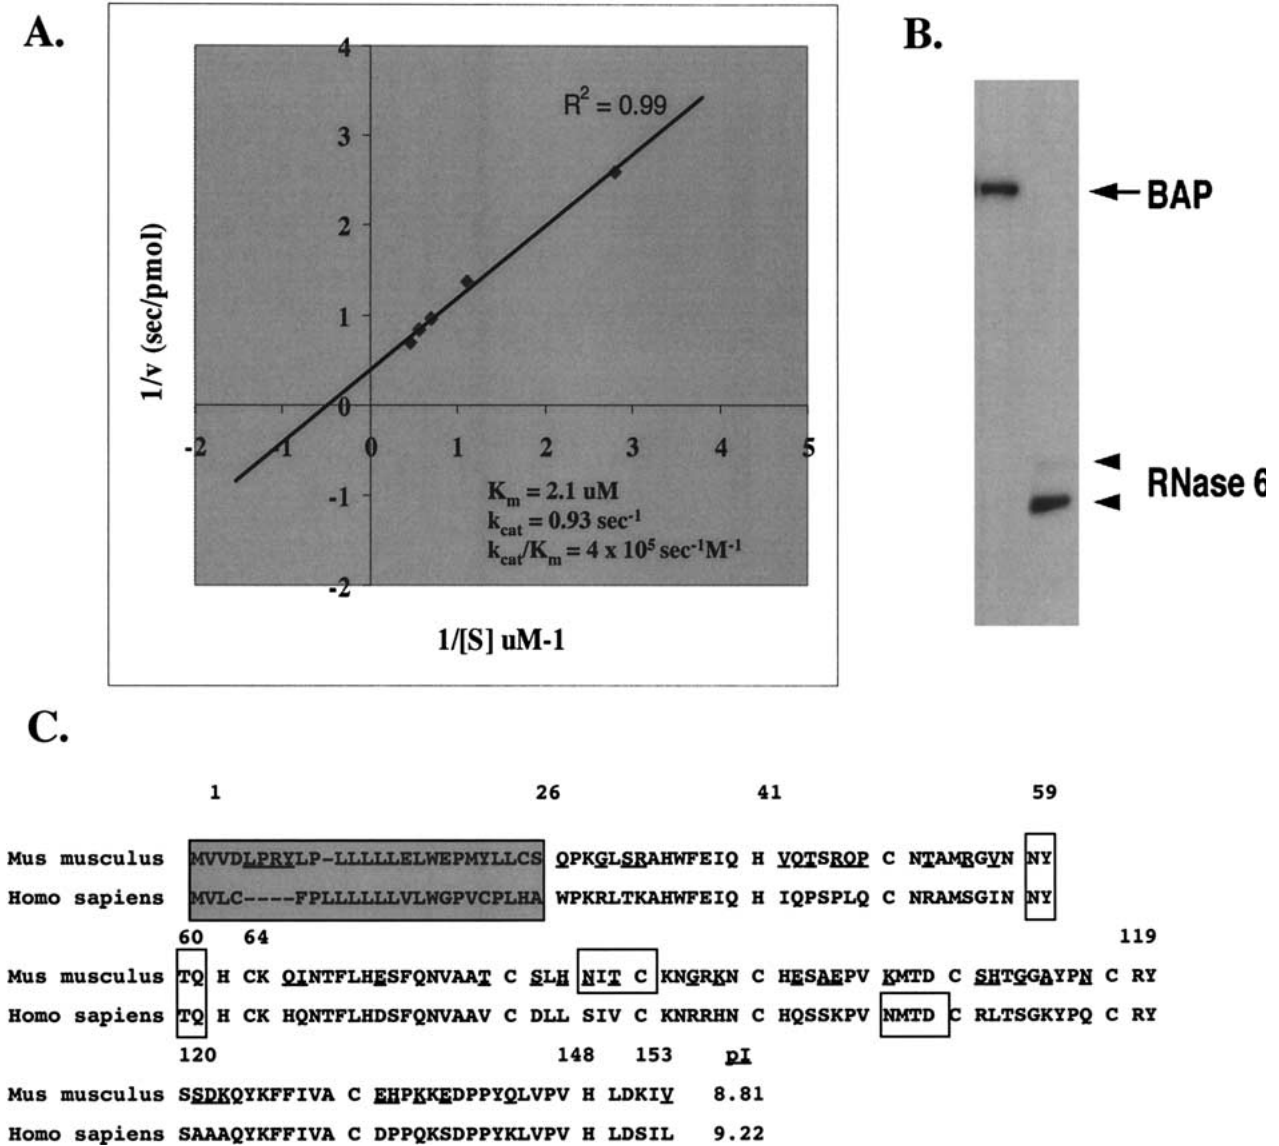 A.
B.
4
3
2
1
0
-1
-2
-2 -1 0 1 2 3 4 5
R² = 0.99
1/v (sec/pmol)
Km = 2.1 uM
kcat = 0.93 sec-1
kcat/Km = 4 x 10⁵ sec-1M-1
1/[S] uM-1
BAP
RNase 6
C.
1 26 41 59
Mus musculus MVVDLPRYLP-LLLLLELWEPMYLLCS QPKGLSRAHWFEIQ H VQTSRQP C NTAMRGVN NY
Homo sapiens MVLC----FPLLLLLLVLWGPVCPLHA WPKRLTKAHWFEIQ H IQPSPLQ C NRAMSGIN NY
60 64 119
Mus musculus TQ H CK QINTFLHESFQNVAAT C SLH NIT C KNGRKN C HESAEPV KMTD C SHTGGAYPN C RY
Homo sapiens TQ H CK HQNTFLHDSFQNVAAV C DLL SIV C KNRRHN C HQSSKPV NMTD C RLTSGKYPQ C RY
120 148 153 pI
Mus musculus SSDKQYKFFIVA C EHPKKEDPPYQLVPV H LDKIV 8.81
Homo sapiens SAAAQYKFFIVA C DPPQKSDPPYKLVPV H LDSIL 9.22